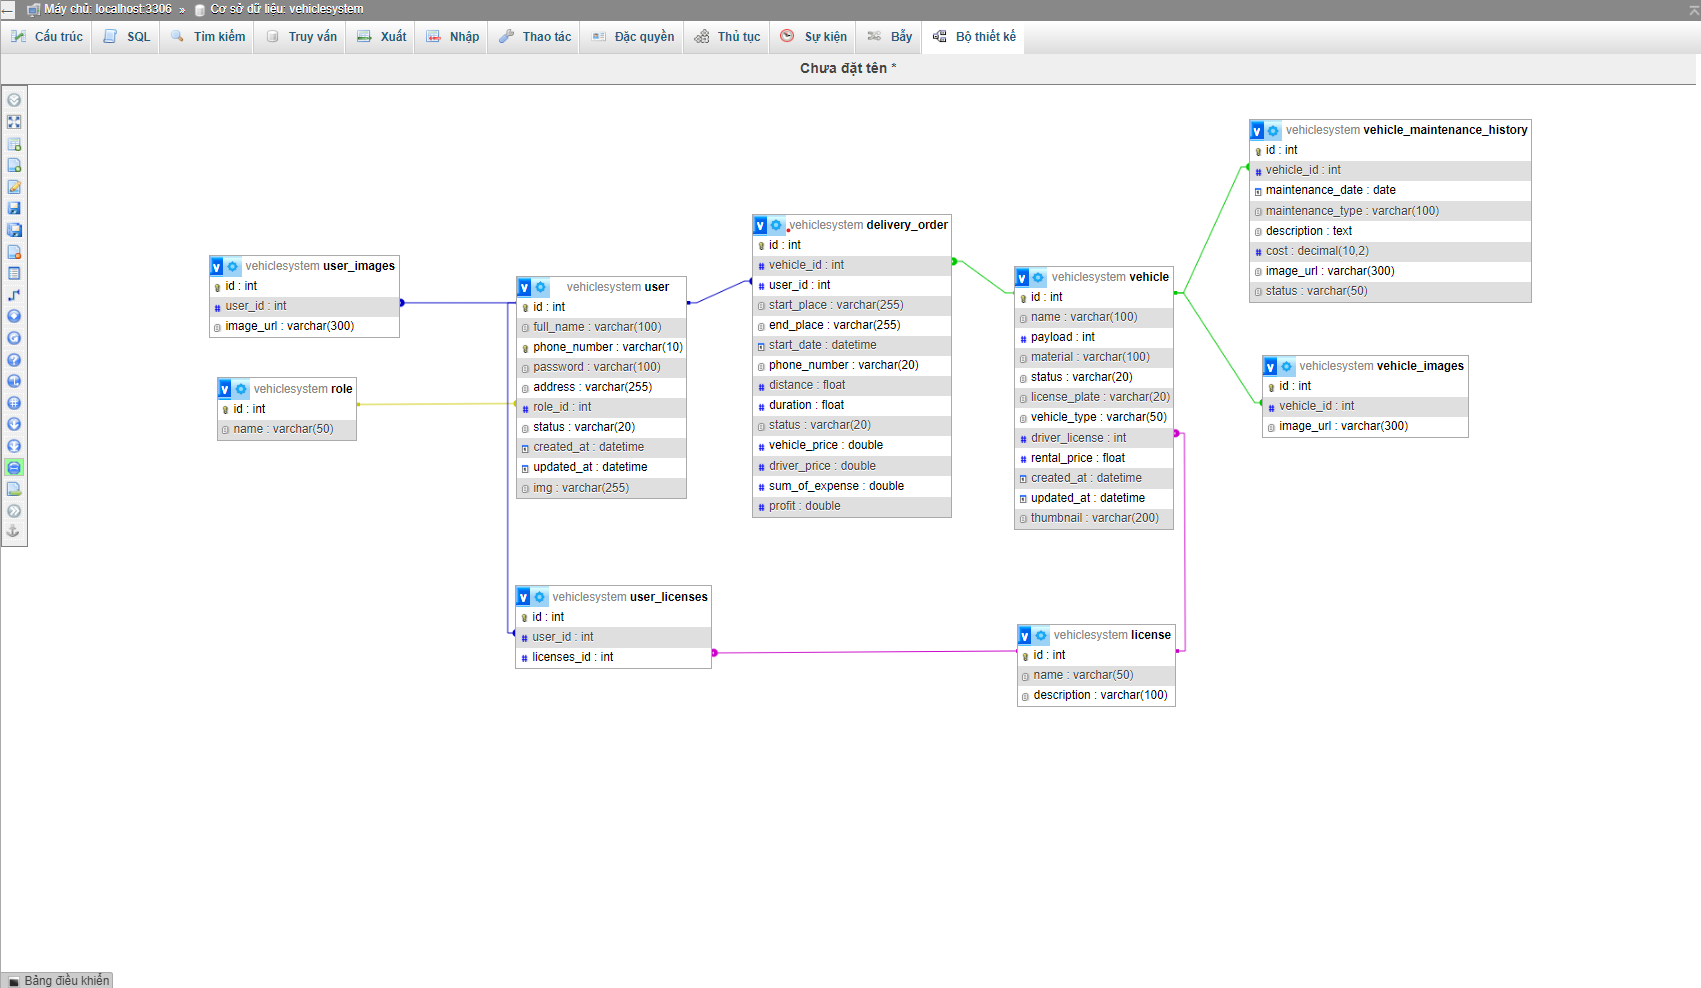 Máy chủ: localhost:3306 » Cơ sở dữ liệu: vehiclesystem
Cấu trúc SQL Tìm kiếm Truy vấn Xuất Nhập Thao tác Đặc quyền Thủ tục Sự kiện Bẫy Bộ thiết kế
Chưa đặt tên *
vehiclesystem user_images
id : int
user_id : int
image_url : varchar(300)
vehiclesystem role
id : int
name : varchar(50)
vehiclesystem user
id : int
full_name : varchar(100)
phone_number : varchar(10)
password : varchar(100)
address : varchar(255)
role_id : int
status : varchar(20)
created_at : datetime
updated_at : datetime
img : varchar(255)
vehiclesystem user_licenses
id : int
user_id : int
licenses_id : int
vehiclesystem delivery_order
id : int
vehicle_id : int
user_id : int
start_place : varchar(255)
end_place : varchar(255)
start_date : datetime
phone_number : varchar(20)
distance : float
duration : float
status : varchar(20)
vehicle_price : double
driver_price : double
sum_of_expense : double
profit : double
vehiclesystem vehicle
id : int
name : varchar(100)
payload : int
material : varchar(100)
status : varchar(20)
license_plate : varchar(20)
vehicle_type : varchar(50)
driver_license : int
rental_price : float
created_at : datetime
updated_at : datetime
thumbnail : varchar(200)
vehiclesystem license
id : int
name : varchar(50)
description : varchar(100)
vehiclesystem vehicle_maintenance_history
id : int
vehicle_id : int
maintenance_date : date
maintenance_type : varchar(100)
description : text
cost : decimal(10,2)
image_url : varchar(300)
status : varchar(50)
vehiclesystem vehicle_images
id : int
vehicle_id : int
image_url : varchar(300)
Bảng điều khiển